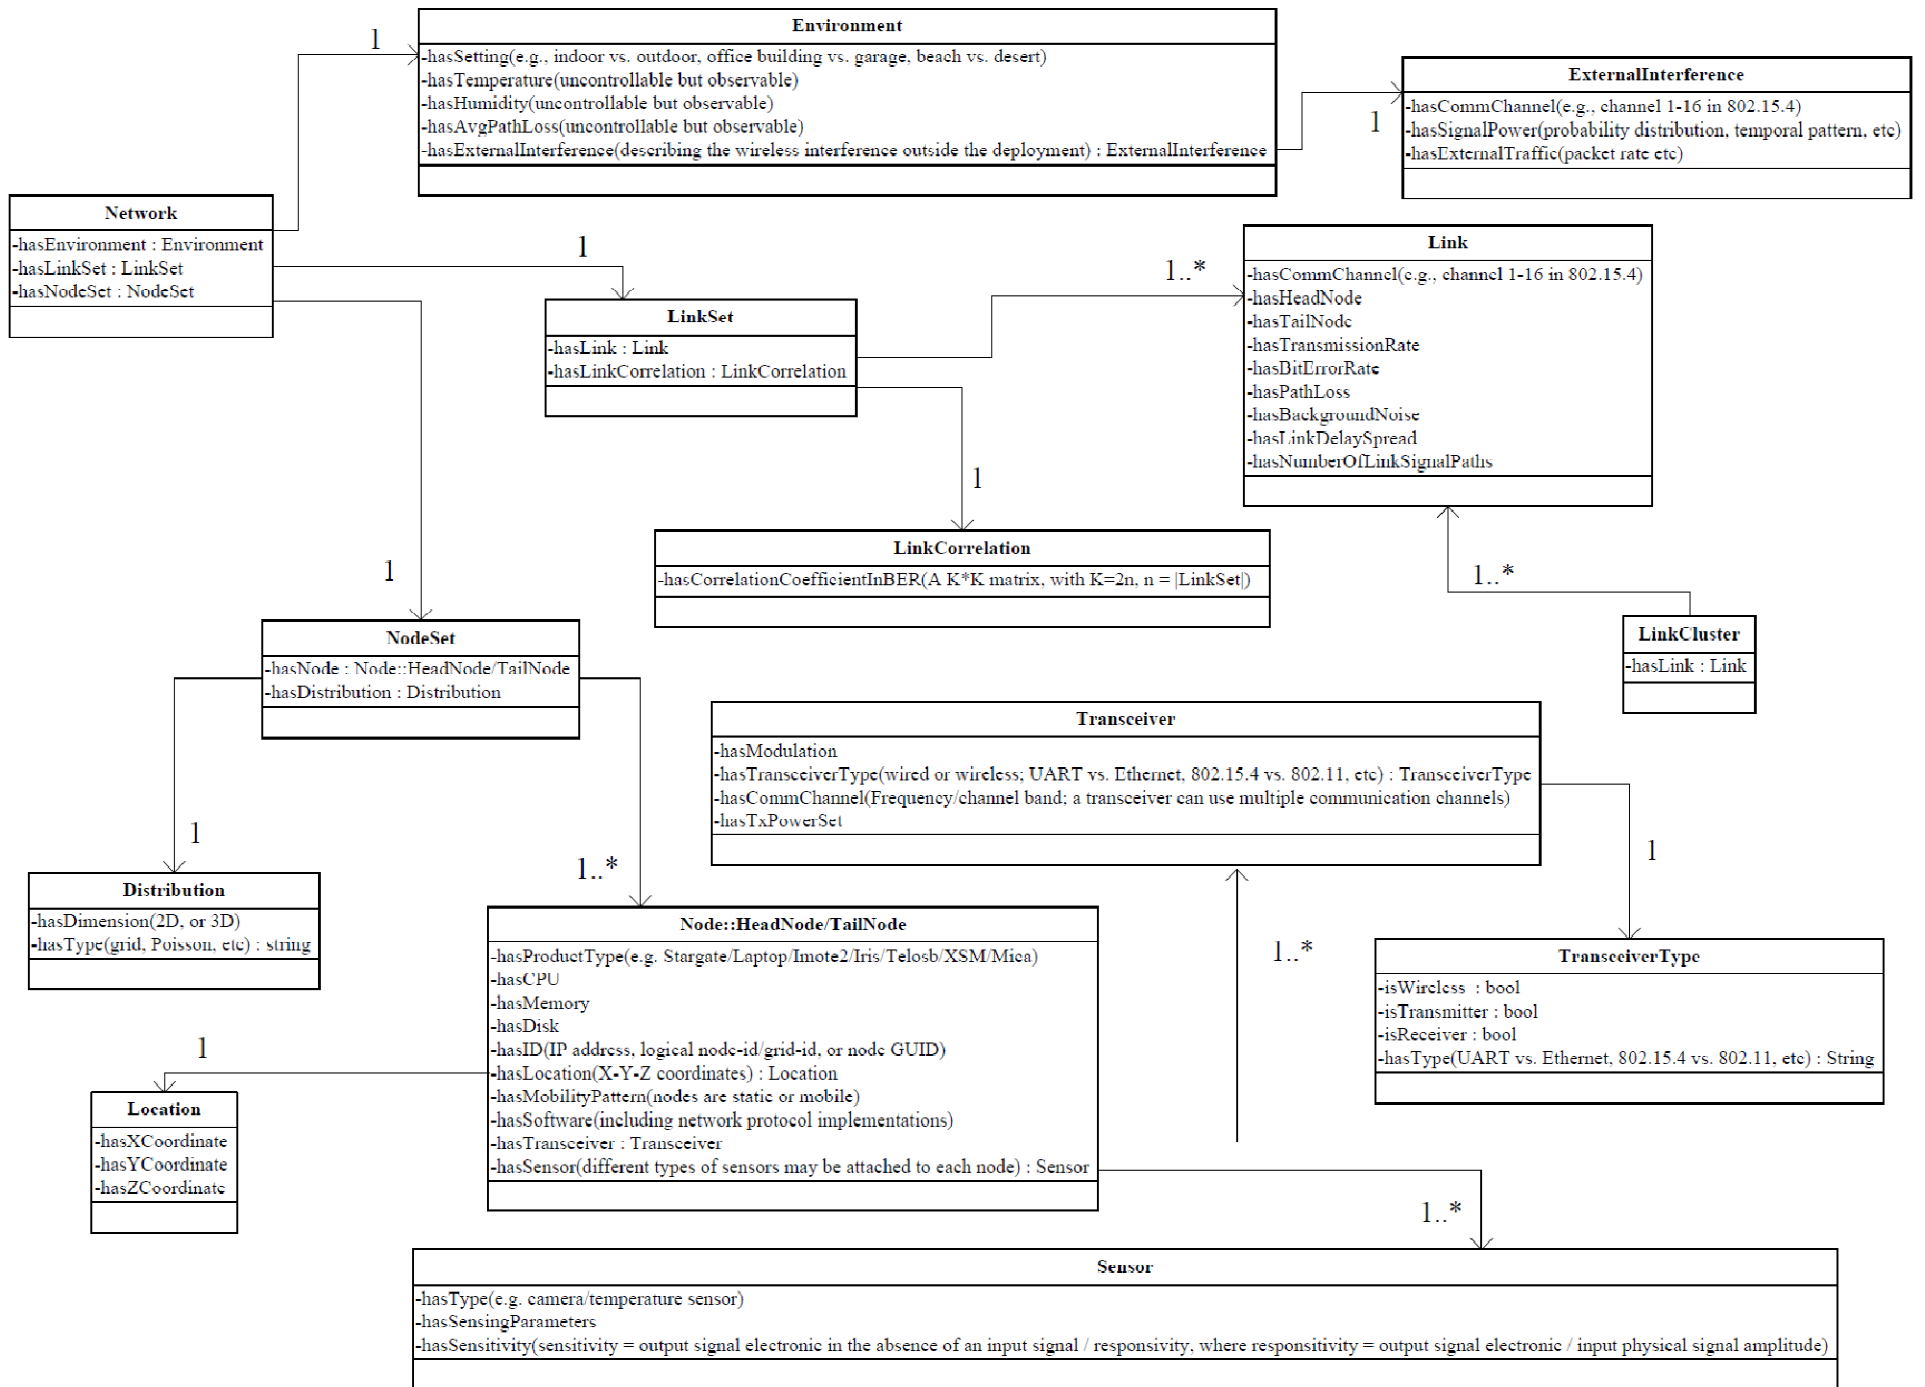 Environment
-hasSetting(e.g., indoor vs. outdoor, office building vs. garage, beach vs. desert)
-hasTemperature(uncontrollable but observable)
-hasHumidity(uncontrollable but observable)
-hasAvgPathLoss(uncontrollable but observable)
-hasExternalInterference(describing the wireless interference outside the deployment) : ExternalInterference
1
ExternalInterference
-hasCommChannel(e.g., channel 1-16 in 802.15.4)
-hasSignalPower(probability distribution, temporal pattern, etc)
-hasExternalTraffic(packet rate etc)
1
Network
-hasEnvironment : Environment
-hasLinkSet : LinkSet
-hasNodeSet : NodeSet
1
LinkSet
-hasLink : Link
-hasLinkCorrelation : LinkCorrelation
1..*
Link
-hasCommChannel(e.g., channel 1-16 in 802.15.4)
-hasHeadNode
-hasTailNode
-hasTransmissionRate
-hasBitErrorRate
-hasPathLoss
-hasBackgroundNoise
-hasLinkDelaySpread
-hasNumberOfLinkSignalPaths
1
LinkCorrelation
-hasCorrelationCoefficientInBER(A K*K matrix, with K=2n, n = |LinkSet|)
1..*
LinkCluster
-hasLink : Link
1
NodeSet
-hasNode : Node::HeadNode/TailNode
-hasDistribution : Distribution
Transceiver
-hasModulation
-hasTransceiverType(wired or wireless; UART vs. Ethernet, 802.15.4 vs. 802.11, etc) : TransceiverType
-hasCommChannel(Frequency/channel band; a transceiver can use multiple communication channels)
-hasTxPowerSet
1
Distribution
-hasDimension(2D, or 3D)
-hasType(grid, Poisson, etc) : string
1..*
Node::HeadNode/TailNode
-hasProductType(e.g. Stargate/Laptop/Imote2/Iris/Telosb/XSM/Mica)
-hasCPU
-hasMemory
-hasDisk
-hasID(IP address, logical node-id/grid-id, or node GUID)
-hasLocation(X-Y-Z coordinates) : Location
-hasMobilityPattern(nodes are static or mobile)
-hasSoftware(including network protocol implementations)
-hasTransceiver : Transceiver
-hasSensor(different types of sensors may be attached to each node) : Sensor
1..*
1
TransceiverType
-isWireless : bool
-isTransmitter : bool
-isReceiver : bool
-hasType(UART vs. Ethernet, 802.15.4 vs. 802.11, etc) : String
1
Location
-hasXCoordinate
-hasYCoordinate
-hasZCoordinate
1..*
Sensor
-hasType(e.g. camera/temperature sensor)
-hasSensingParameters
-hasSensitivity(sensitivity = output signal electronic in the absence of an input signal / responsivity, where responsitivity = output signal electronic / input physical signal amplitude)